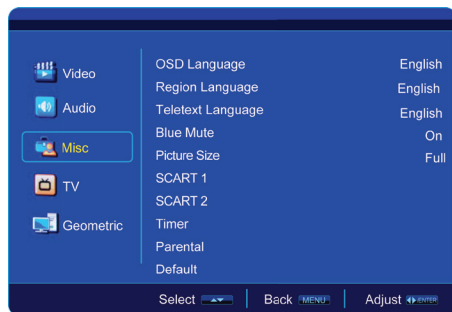 Video
Audio
Misc
TV
Geometric
OSD Language English
Region Language English
Teletext Language English
Blue Mute On
Picture Size Full
SCART 1
SCART 2
Timer
Parental
Default
Select Back MENU Adjust ENTER